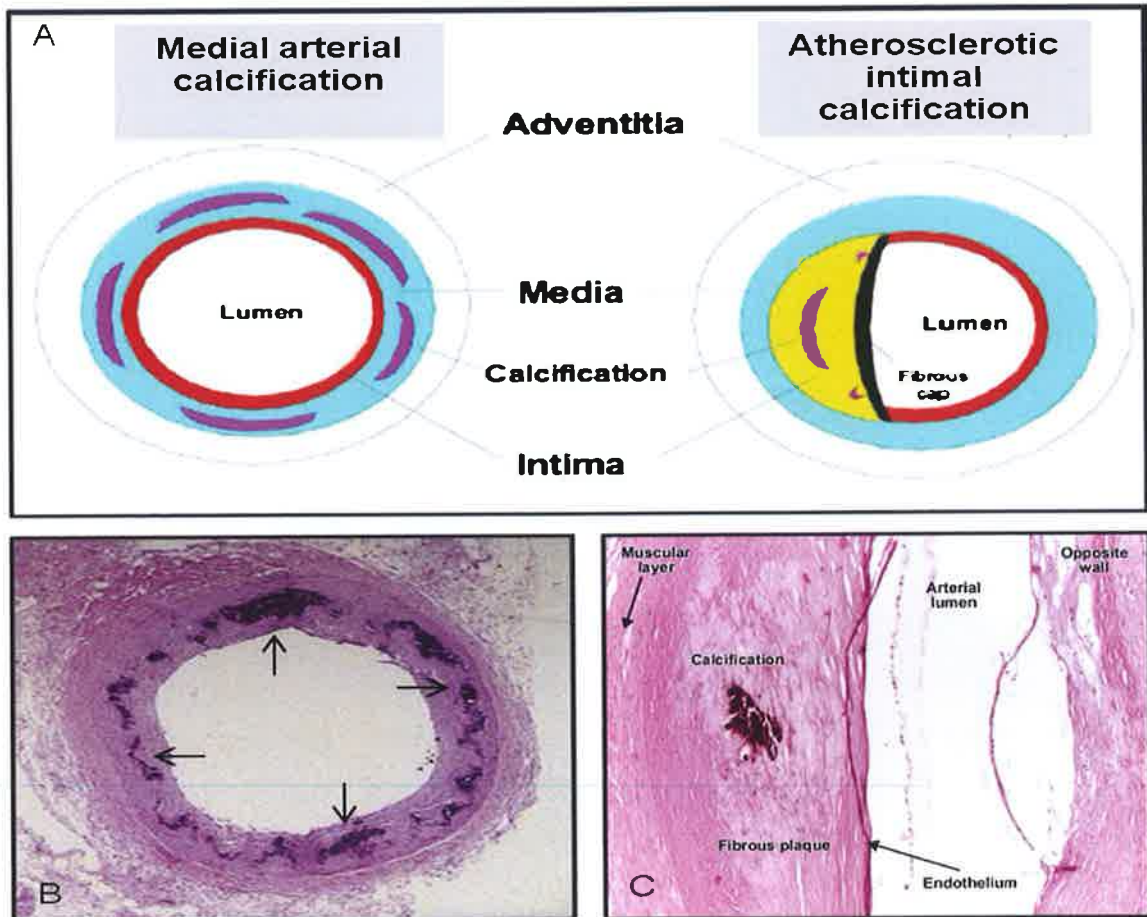 A
Medial arterial
calcification
Atherosclerotic
intimal
calcification
Adventitia
Lumen
Media
Lumen
Calcification
Fibrous
cap
Intima
B
Muscular
layer
Opposite
wall
Arterial
lumen
Calcification
Fibrous plaque
Endothelium
C